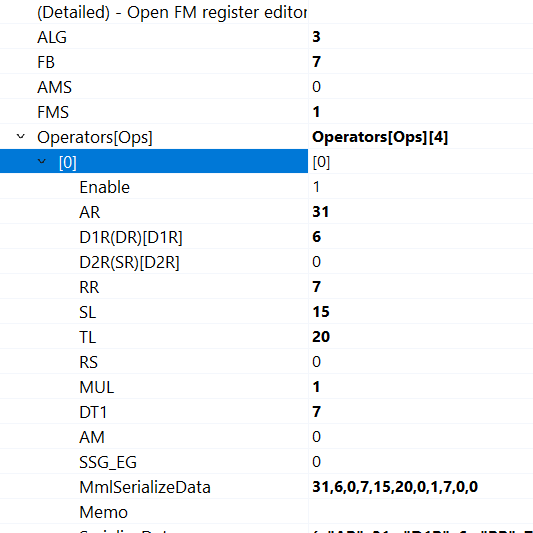 (Detailed) - Open FM register editor
ALG 3
FB 7
AMS 0
FMS 1
Operators[Ops] Operators[Ops][4]
[0] [0]
Enable 1
AR 31
D1R(DR)[D1R] 6
D2R(SR)[D2R] 0
RR 7
SL 15
TL 20
RS 0
MUL 1
DT1 7
AM 0
SSG_EG 0
MmlSerializeData 31,6,0,7,15,20,0,1,7,0,0
Memo